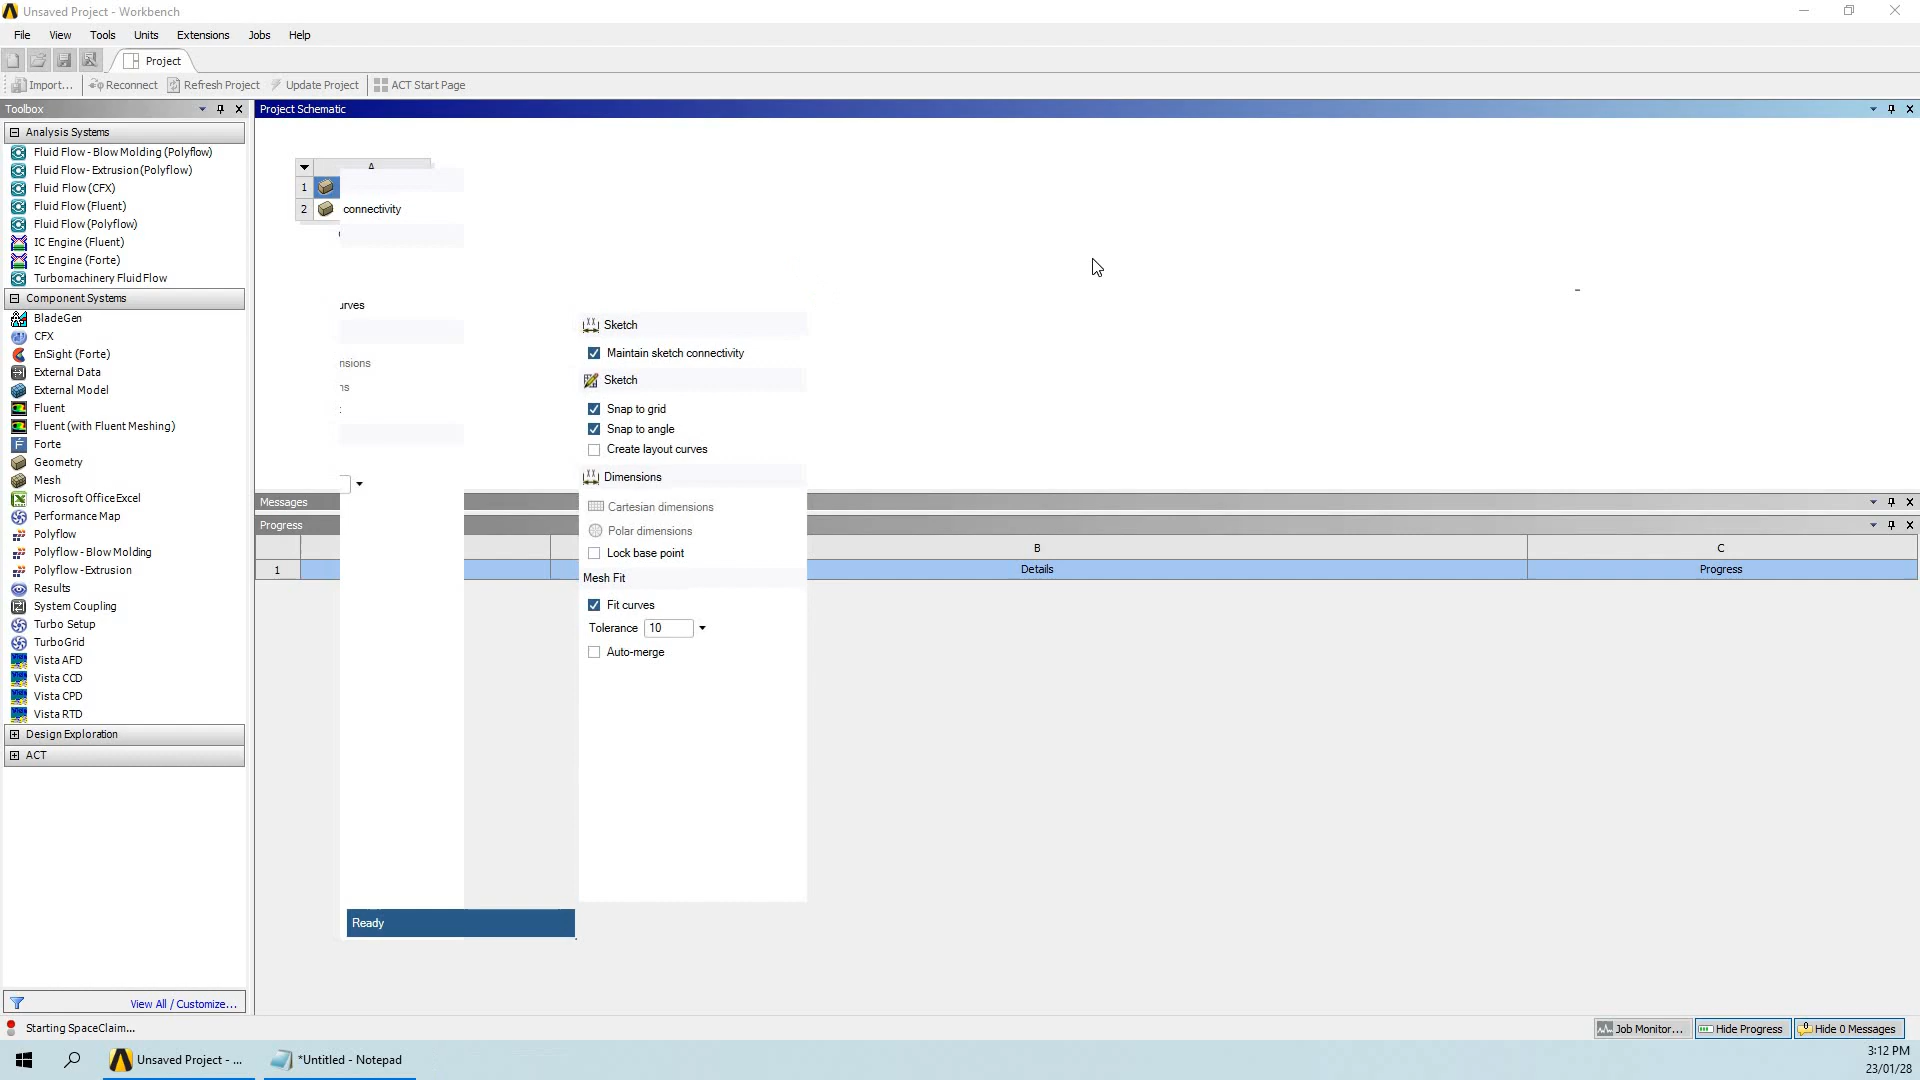 Unsaved Project - Workbench
File View Tools Units Extensions Jobs Help
Project
Import... Reconnect Refresh Project Update Project ACT Start Page
Toolbox
Project Schematic
Analysis Systems
Fluid Flow - Blow Molding (Polyflow)
Fluid Flow - Extrusion (Polyflow)
Fluid Flow (CFX)
Fluid Flow (Fluent)
Fluid Flow (Polyflow)
IC Engine (Fluent)
IC Engine (Forte)
Turbomachinery Fluid Flow
Component Systems
BladeGen
CFX
EnSight (Forte)
External Data
External Model
Fluent
Fluent (with Fluent Meshing)
Forte
Geometry
Mesh
Microsoft Office Excel
Performance Map
Polyflow
Polyflow - Blow Molding
Polyflow - Extrusion
Results
System Coupling
Turbo Setup
TurboGrid
Vista AFD
Vista CCD
Vista CPD
Vista RTD
Design Exploration
ACT
View All / Customize...
A
1
2 connectivity
Sketch
Maintain sketch connectivity
Sketch
Snap to grid
Snap to angle
Create layout curves
Dimensions
Cartesian dimensions
Polar dimensions
Lock base point
Mesh Fit
Fit curves
Tolerance 10
Auto-merge
Ready
Messages
Progress
B C
1 Details Progress
Starting SpaceClaim...
Job Monitor... Hide Progress Hide 0 Messages
Unsaved Project - ... *Untitled - Notepad
3:12 PM
23/01/28